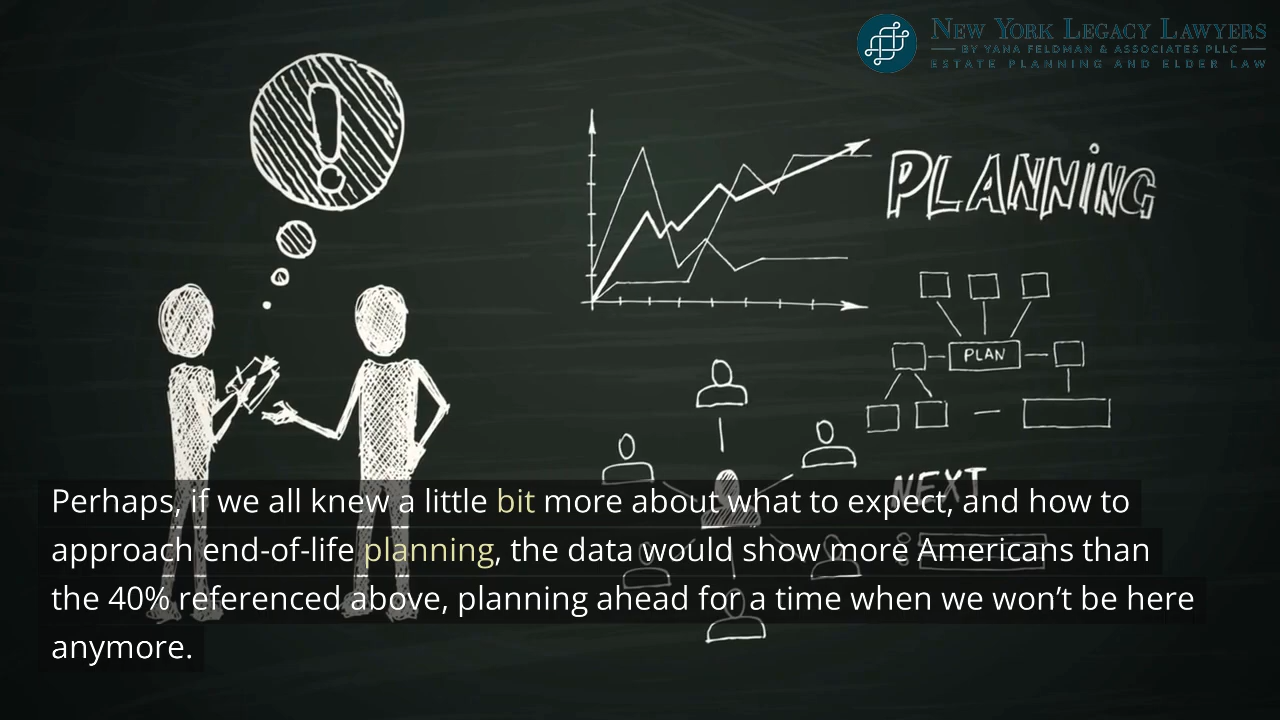 NEW YORK LEGACY LAWYERS
BY YANA FELDMAN & ASSOCIATES PLLC
ESTATE PLANNING AND ELDER LAW
PLANNING
PLAN
NEXT
Perhaps, if we all knew a little bit more about what to expect, and how to
approach end-of-life planning, the data would show more Americans than
the 40% referenced above, planning ahead for a time when we won’t be here
anymore.